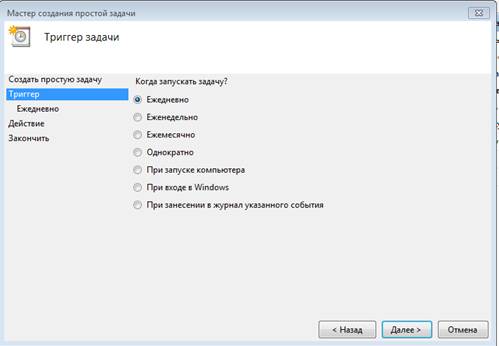 Мастер создания простой задачи
Триггер задачи
Создать простую задачу
Триггер
Ежедневно
Действие
Закончить
Когда запускать задачу?
Ежедневно
Еженедельно
Ежемесячно
Однократно
При запуске компьютера
При входе в Windows
При занесении в журнал указанного события
< Назад
Далее >
Отмена